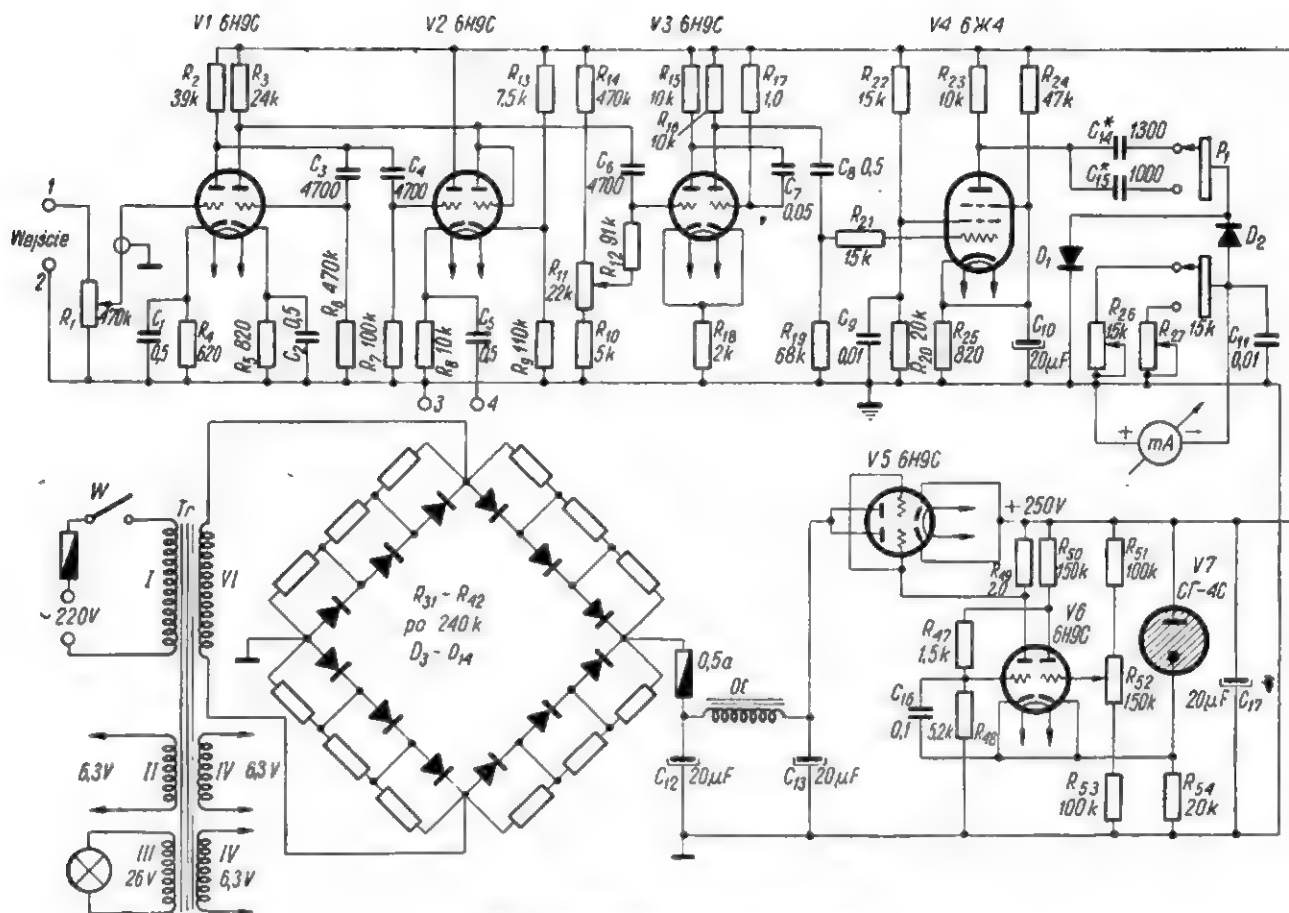 V1 6H9C
V2 6H9C
V3 6H9C
V4 6Ж4
R2 39k
R3 24k
R13 7,5k
R14 470k
R15 10k
R16 10k
R17 1,0
R22 15k
R23 10k
R24 47k
C14* 1300
C15* 1000
P1
C3 4700
C4 4700
C6 4700
C7 0,05
C8 0,5
1
Wejście
2
R1 470k
R12 91k
R11 22k
R21 15k
D1
D2
C1 0,5
R4 620
R5 820
C2 0,5
R6 470k
R7 100k
R8 10k
C5 0,5
R9 110k
R10 5k
R18 2k
R19 68k
C9 0,01
R20 20k
R25 820
C10 20µF
R26 15k
R27 15k
C11 0,01
3
4
+ mA −
W
Tr
I
VI
~220V
R31 – R42
po 240k
D3 – D14
0,5a
Dł
C12 20µF
C13 20µF
V5 6H9C
+250V
R49 2,0
R50 150k
R51 100k
V7
СГ-4С
V6
6H9C
R47 1,5k
C16 0,1
5,2k R48
R52 150k
20µF C17
R53 100k
R54 20k
6,3V II
IV 6,3V
III 26V
IV 6,3V